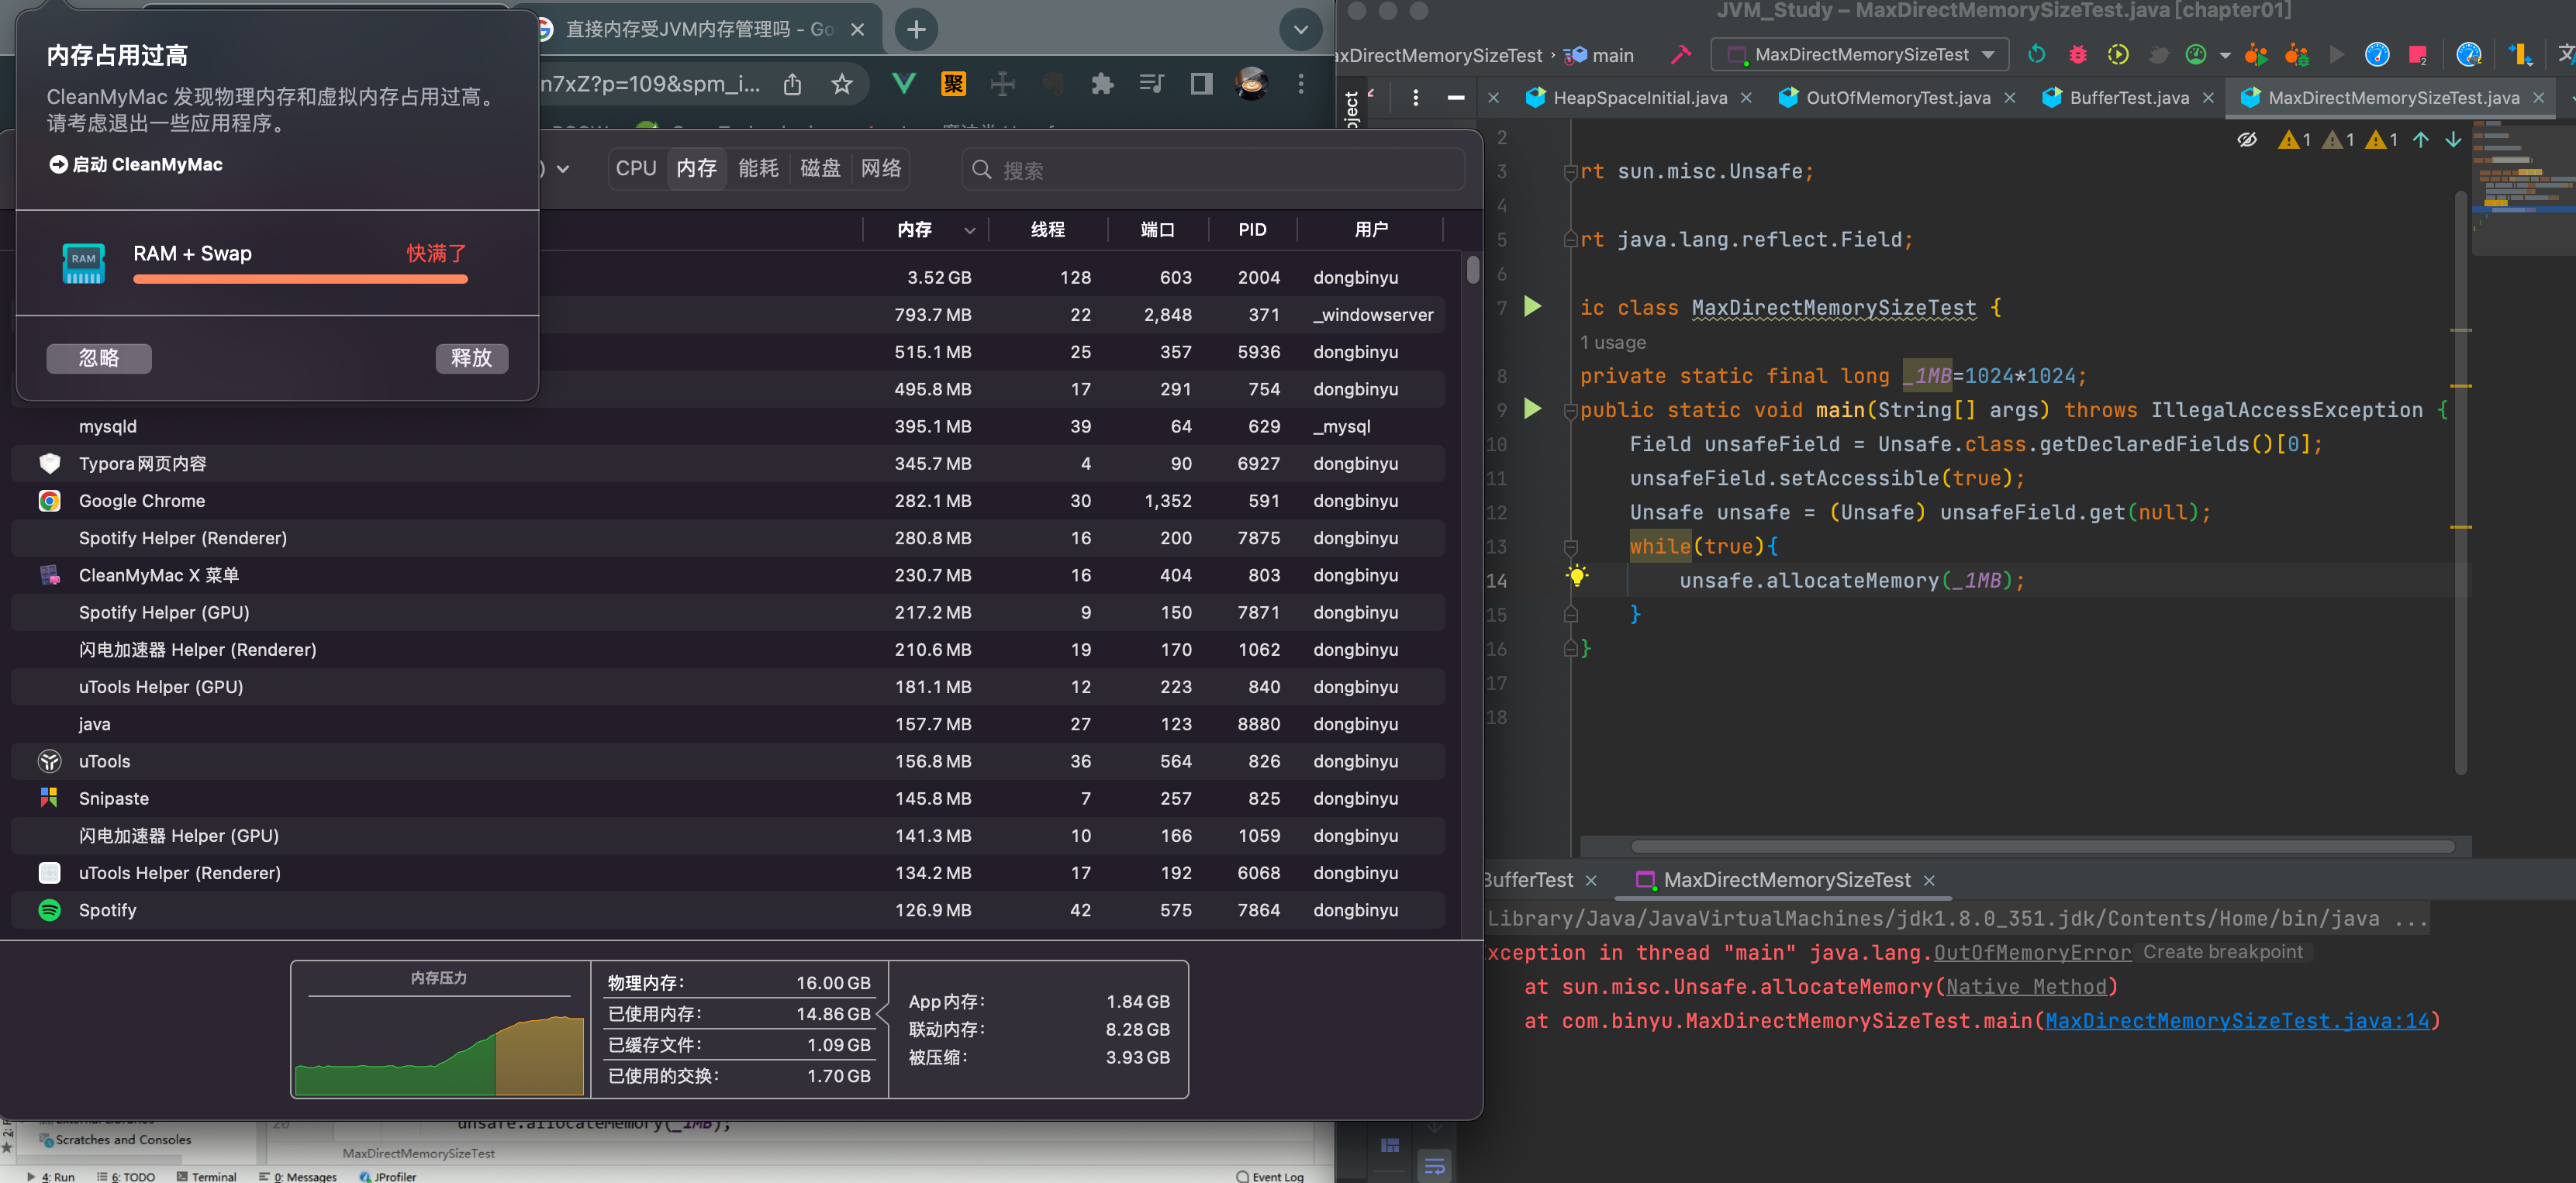 内存占用过高
CleanMyMac 发现物理内存和虚拟内存占用过高。
请考虑退出一些应用程序。
启动 CleanMyMac
RAM
RAM + Swap 快满了
忽略 释放
直接内存受JVM内存管理吗 - Go
n7xZ?p=109&spm_i...
聚
CPU 内存 能耗 磁盘 网络 搜索
内存 线程 端口 PID 用户
3.52 GB 128 603 2004 dongbinyu
793.7 MB 22 2,848 371 _windowserver
515.1 MB 25 357 5936 dongbinyu
495.8 MB 17 291 754 dongbinyu
mysqld 395.1 MB 39 64 629 _mysql
Typora网页内容 345.7 MB 4 90 6927 dongbinyu
Google Chrome 282.1 MB 30 1,352 591 dongbinyu
Spotify Helper (Renderer) 280.8 MB 16 200 7875 dongbinyu
CleanMyMac X 菜单 230.7 MB 16 404 803 dongbinyu
Spotify Helper (GPU) 217.2 MB 9 150 7871 dongbinyu
闪电加速器 Helper (Renderer) 210.6 MB 19 170 1062 dongbinyu
uTools Helper (GPU) 181.1 MB 12 223 840 dongbinyu
java 157.7 MB 27 123 8880 dongbinyu
uTools 156.8 MB 36 564 826 dongbinyu
Snipaste 145.8 MB 7 257 825 dongbinyu
闪电加速器 Helper (GPU) 141.3 MB 10 166 1059 dongbinyu
uTools Helper (Renderer) 134.2 MB 17 192 6068 dongbinyu
Spotify 126.9 MB 42 575 7864 dongbinyu
内存压力
物理内存： 16.00 GB
已使用内存： 14.86 GB
已缓存文件： 1.09 GB
已使用的交换： 1.70 GB
App内存： 1.84 GB
联动内存： 8.28 GB
被压缩： 3.93 GB
Scratches and Consoles
20 unsafe.allocateMemory(_1MB);
MaxDirectMemorySizeTest
4: Run 6: TODO Terminal 0: Messages JProfiler Event Log
JVM_Study – MaxDirectMemorySizeTest.java [chapter01]
axDirectMemorySizeTest › main MaxDirectMemorySizeTest
oject
HeapSpaceInitial.java OutOfMemoryTest.java BufferTest.java MaxDirectMemorySizeTest.java
1 1 1
2
3 rt sun.misc.Unsafe;
4
5 rt java.lang.reflect.Field;
6
7 ic class MaxDirectMemorySizeTest {
1 usage
8 private static final long _1MB=1024*1024;
9 public static void main(String[] args) throws IllegalAccessException {
10 Field unsafeField = Unsafe.class.getDeclaredFields()[0];
11 unsafeField.setAccessible(true);
12 Unsafe unsafe = (Unsafe) unsafeField.get(null);
13 while(true){
14 unsafe.allocateMemory(_1MB);
15 }
16 }
17
18
BufferTest MaxDirectMemorySizeTest
Library/Java/JavaVirtualMachines/jdk1.8.0_351.jdk/Contents/Home/bin/java ...
xception in thread "main" java.lang.OutOfMemoryError Create breakpoint
at sun.misc.Unsafe.allocateMemory(Native Method)
at com.binyu.MaxDirectMemorySizeTest.main(MaxDirectMemorySizeTest.java:14)